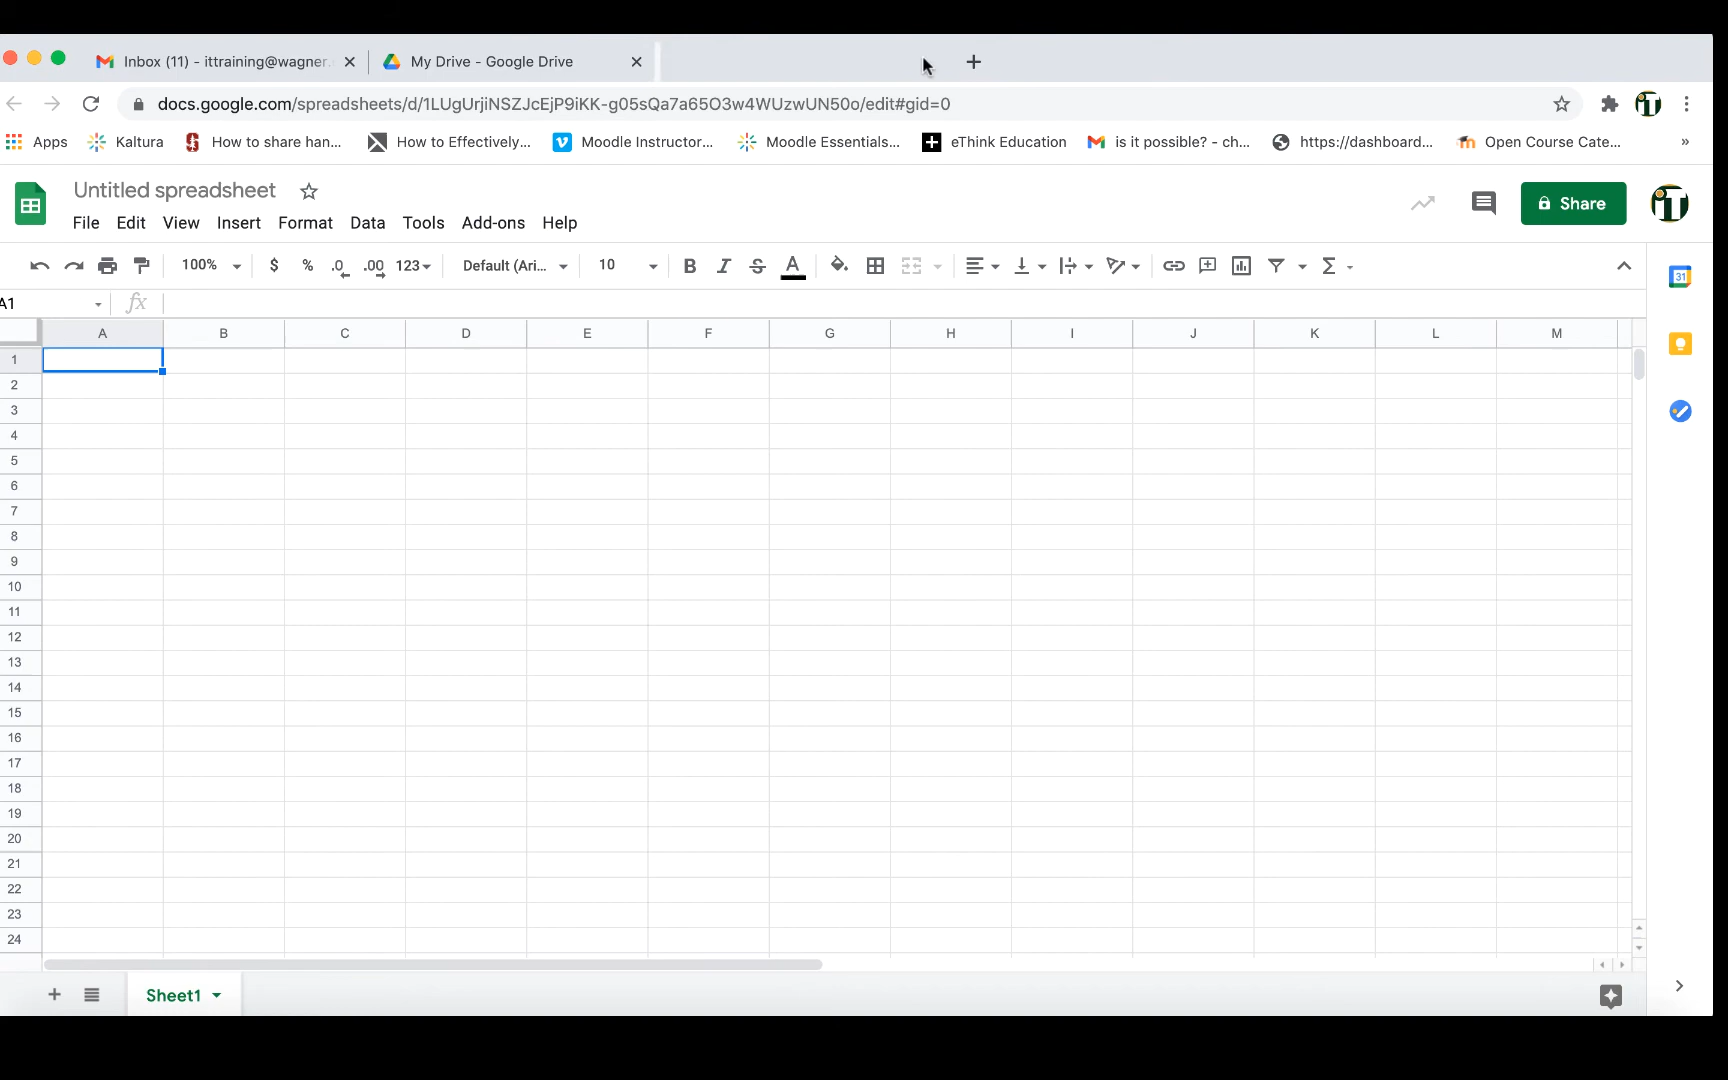 Inbox (11) - ittraining@wagner.
My Drive - Google Drive
docs.google.com/spreadsheets/d/1LUgUrjiNSZJcEjP9iKK-g05sQa7a65O3w4WUzwUN50o/edit#gid=0
Apps Kaltura How to share han... How to Effectively... Moodle Instructor... Moodle Essentials... eThink Education is it possible? - ch... https://dashboard... Open Course Cate... »
Untitled spreadsheet
File Edit View Insert Format Data Tools Add-ons Help
Share
iT
100% $ % .0 .00 123 Default (Ari... 10 B I S A Σ
31
A1 fx
A B C D E F G H I J K L M
1
2
3
4
5
6
7
8
9
10
11
12
13
14
15
16
17
18
19
20
21
22
23
24
Sheet1